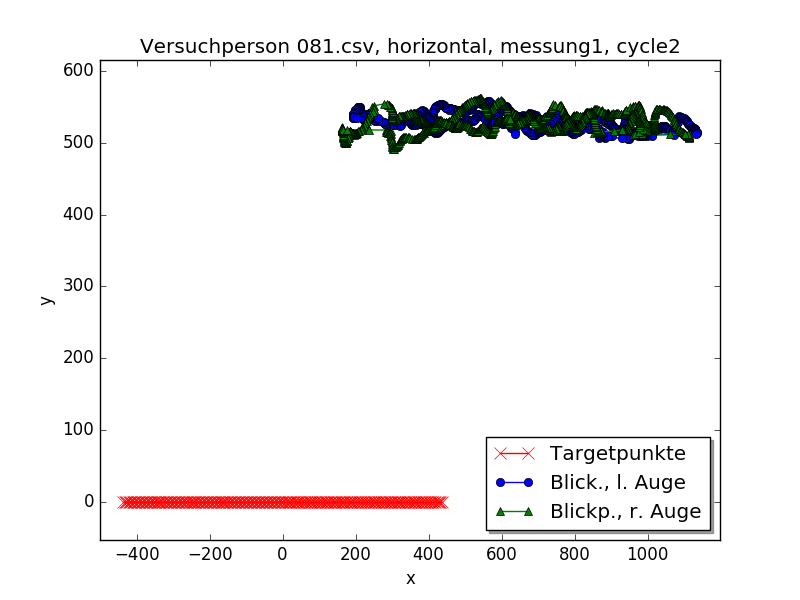 Versuchperson 081.csv, horizontal, messung1, cycle2
600
500
400
300
200
100
0
y
−400 −200 0 200 400 600 800 1000
x
Targetpunkte
Blick., l. Auge
Blickp., r. Auge